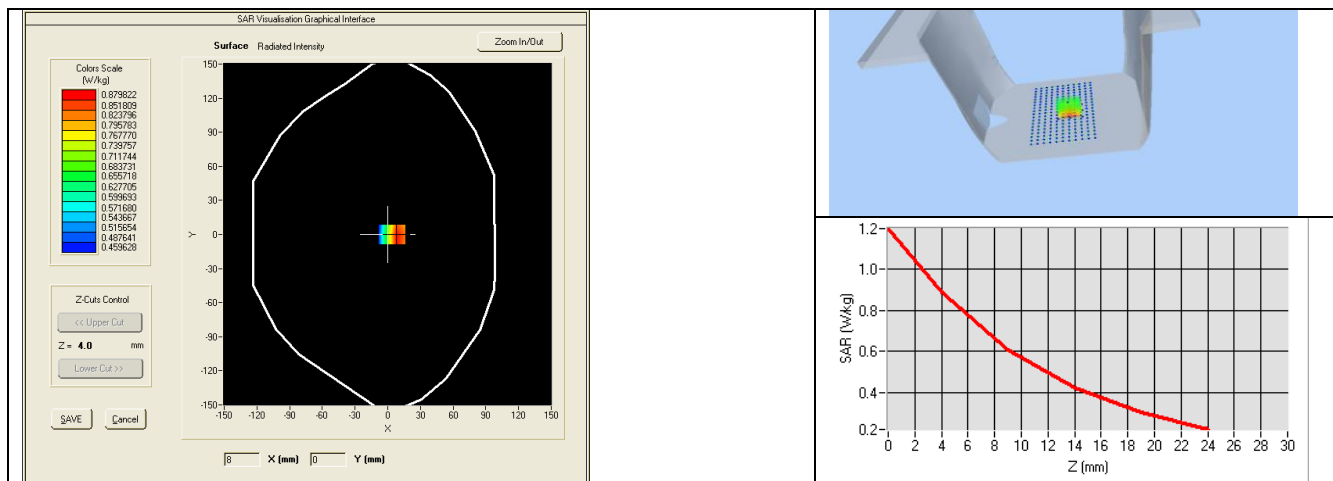 SAR Visualisation Graphical Interface
Surface Radiated Intensity
Zoom In/Out
Colors Scale
(W/kg)
0.879822
0.851809
0.823796
0.795783
0.767770
0.739757
0.711744
0.683731
0.655718
0.627705
0.599693
0.571680
0.543667
0.515654
0.487641
0.459628
Z-Cuts Control
<< Upper Cut
Z = 4.0 mm
Lower Cut >>
SAVE Cancel
150-
120-
90-
60-
30-
0-
-30-
-60-
-90-
-120-
-150-
Y
-150 -120 -90 -60 -30 0 30 60 90 120 150
X
8 X (mm) 0 Y (mm)
1.2-
1.0-
0.8-
0.6-
0.4-
0.2-
SAR (W/kg)
0 2 4 6 8 10 12 14 16 18 20 22 24 26 28 30
Z (mm)